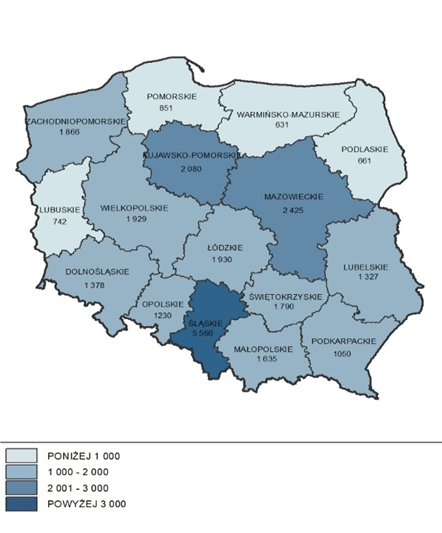 POMORSKIE
851
WARMIŃSKO-MAZURSKIE
631
ZACHODNIOPOMORSKIE
1 866
KUJAWSKO-POMORSKIE
2 080
PODLASKIE
661
MAZOWIECKIE
2 425
LUBUSKIE
742
WIELKOPOLSKIE
1 929
ŁÓDZKIE
1 930
LUBELSKIE
1 327
DOLNOŚLĄSKIE
1 378
OPOLSKIE
1230
ŚWIĘTOKRZYSKIE
1 790
ŚLĄSKIE
5 566
MAŁOPOLSKIE
1 635
PODKARPACKIE
1050
PONIŻEJ 1 000
1 000 - 2 000
2 001 - 3 000
POWYŻEJ 3 000